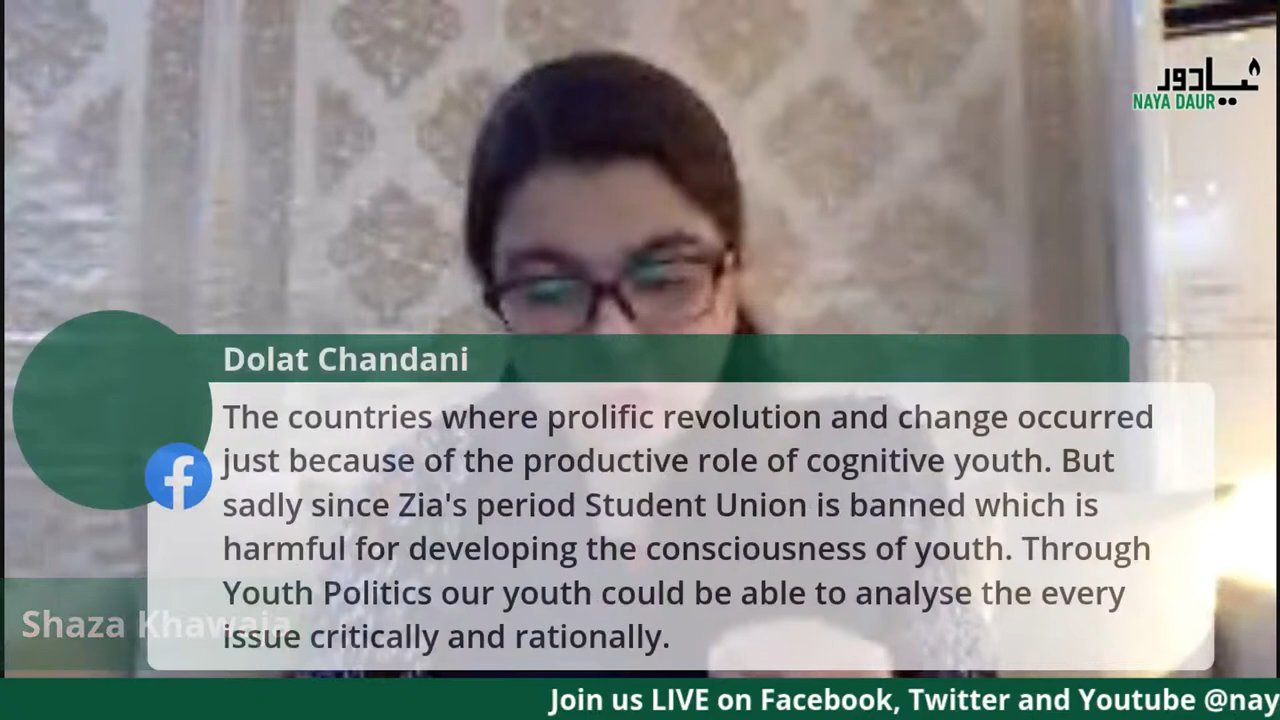 نیا دور
NAYA DAUR
Dolat Chandani
The countries where prolific revolution and change occurred
just because of the productive role of cognitive youth. But
sadly since Zia's period Student Union is banned which is
harmful for developing the consciousness of youth. Through
Youth Politics our youth could be able to analyse the every
issue critically and rationally.
Shaza Khawaja
Join us LIVE on Facebook, Twitter and Youtube @nay